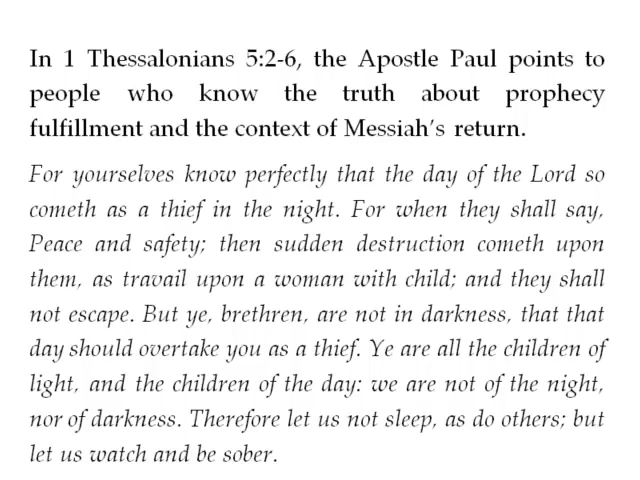 In 1 Thessalonians 5:2-6, the Apostle Paul points to
people who know the truth about prophecy
fulfillment and the context of Messiah's return.
For yourselves know perfectly that the day of the Lord so
cometh as a thief in the night. For when they shall say,
Peace and safety; then sudden destruction cometh upon
them, as travail upon a woman with child; and they shall
not escape. But ye, brethren, are not in darkness, that that
day should overtake you as a thief. Ye are all the children of
light, and the children of the day: we are not of the night,
nor of darkness. Therefore let us not sleep, as do others; but
let us watch and be sober.